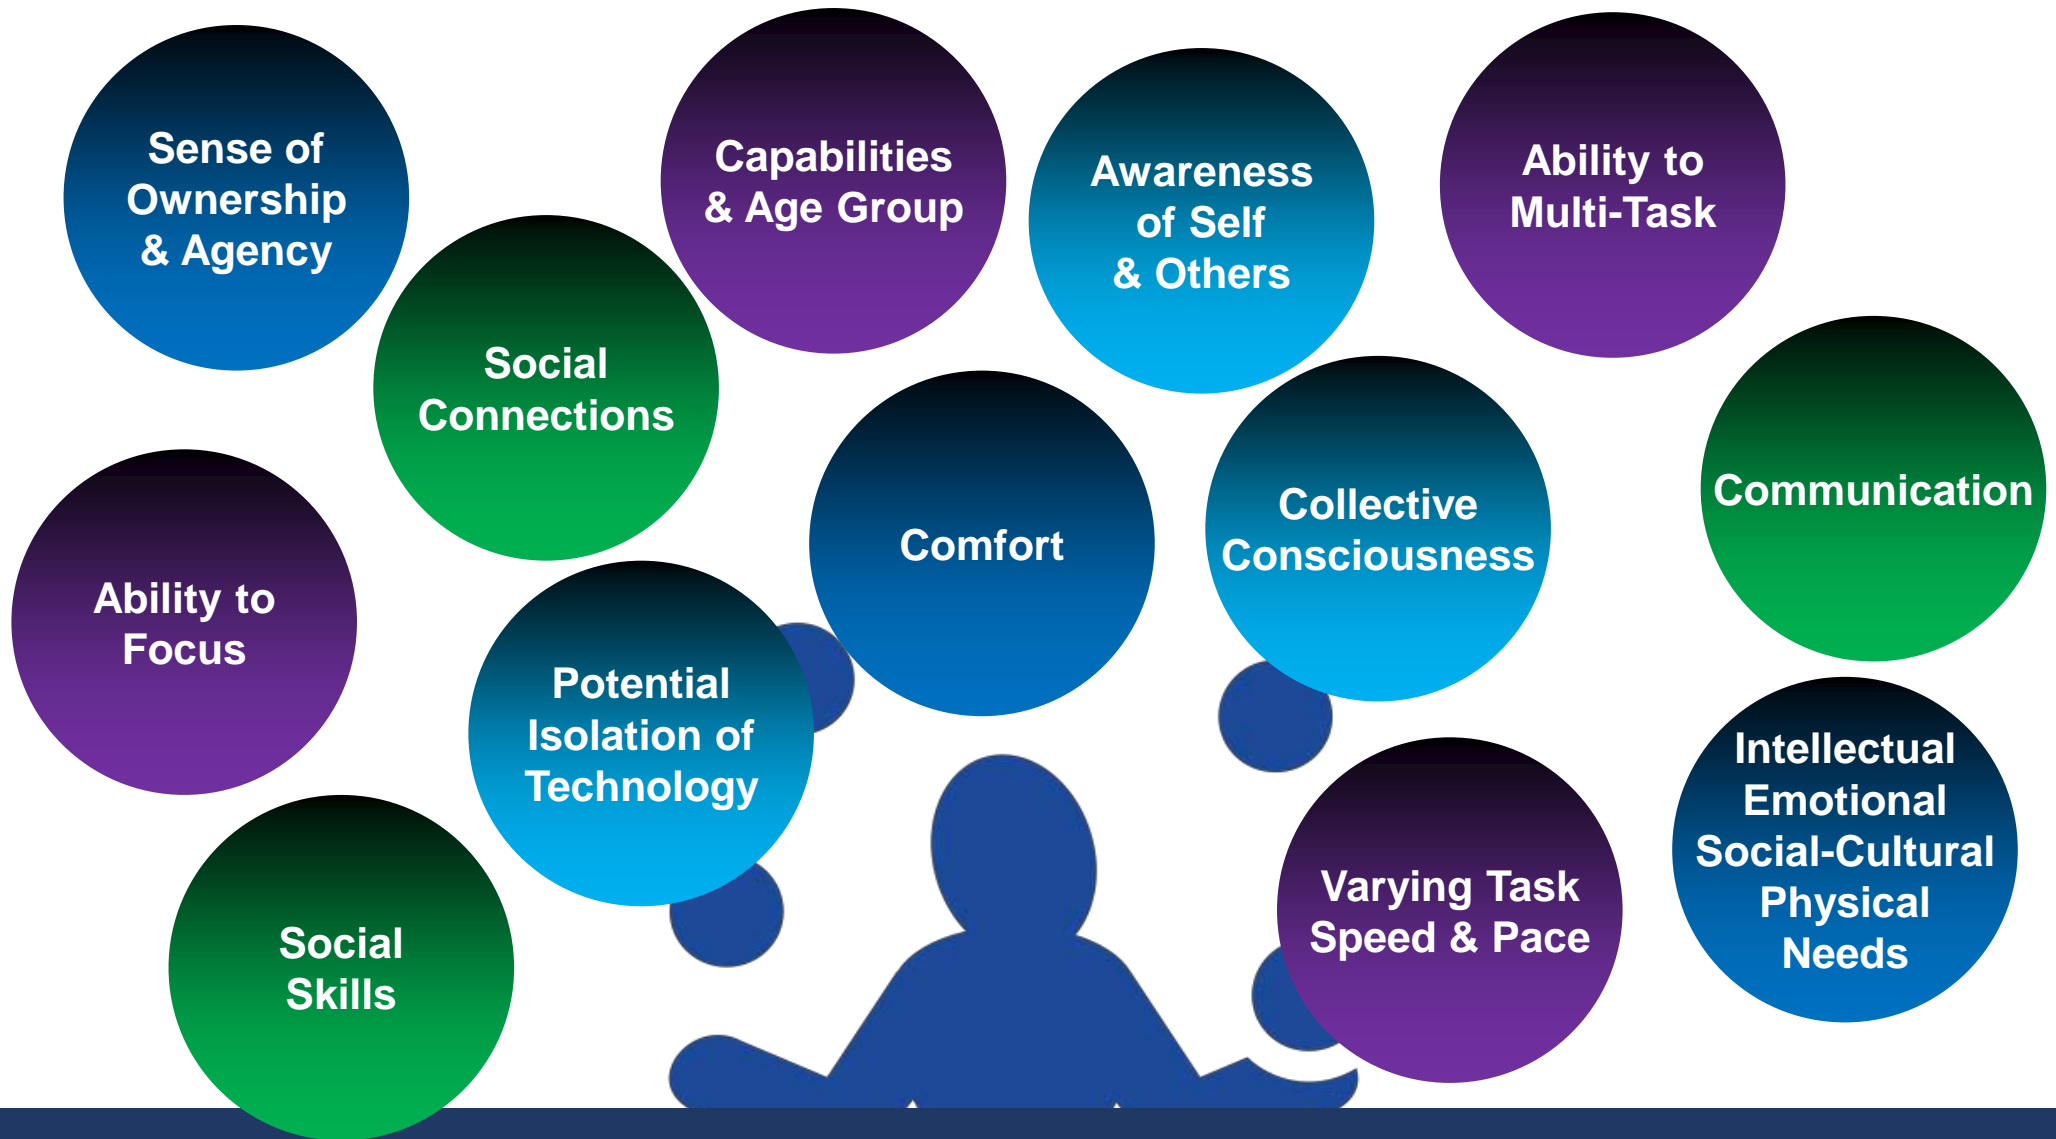 Sense of
Ownership
& Agency
Capabilities
& Age Group
Awareness
of Self
& Others
Ability to
Multi-Task
Social
Connections
Comfort
Collective
Consciousness
Communication
Ability to
Focus
Potential
Isolation of
Technology
Intellectual
Emotional
Social-Cultural
Physical
Needs
Varying Task
Speed & Pace
Social
Skills